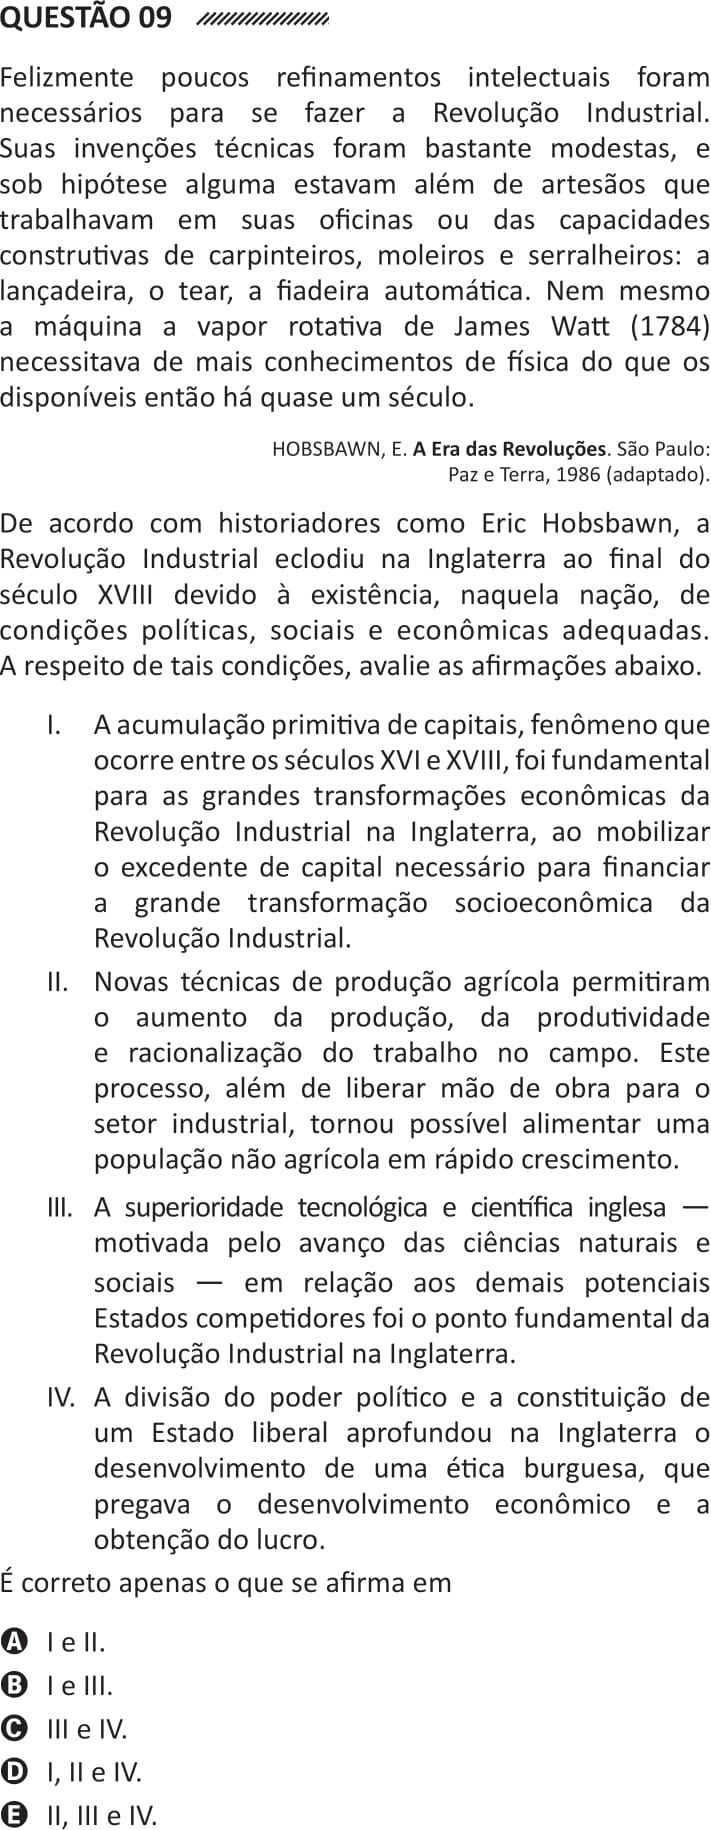 QUESTÃO 09
Felizmente poucos refinamentos intelectuais foram
necessários para se fazer a Revolução Industrial.
Suas invenções técnicas foram bastante modestas, e
sob hipótese alguma estavam além de artesãos que
trabalhavam em suas oficinas ou das capacidades
construtivas de carpinteiros, moleiros e serralheiros: a
lançadeira, o tear, a fiadeira automática. Nem mesmo
a máquina a vapor rotativa de James Watt (1784)
necessitava de mais conhecimentos de física do que os
disponíveis então há quase um século.
HOBSBAWN, E. A Era das Revoluções. São Paulo:
Paz e Terra, 1986 (adaptado).
De acordo com historiadores como Eric Hobsbawn, a
Revolução Industrial eclodiu na Inglaterra ao final do
século XVIII devido à existência, naquela nação, de
condições políticas, sociais e econômicas adequadas.
A respeito de tais condições, avalie as afirmações abaixo.
I. A acumulação primitiva de capitais, fenômeno que
ocorre entre os séculos XVI e XVIII, foi fundamental
para as grandes transformações econômicas da
Revolução Industrial na Inglaterra, ao mobilizar
o excedente de capital necessário para financiar
a grande transformação socioeconômica da
Revolução Industrial.
II. Novas técnicas de produção agrícola permitiram
o aumento da produção, da produtividade
e racionalização do trabalho no campo. Este
processo, além de liberar mão de obra para o
setor industrial, tornou possível alimentar uma
população não agrícola em rápido crescimento.
III. A superioridade tecnológica e científica inglesa —
motivada pelo avanço das ciências naturais e
sociais — em relação aos demais potenciais
Estados competidores foi o ponto fundamental da
Revolução Industrial na Inglaterra.
IV. A divisão do poder político e a constituição de
um Estado liberal aprofundou na Inglaterra o
desenvolvimento de uma ética burguesa, que
pregava o desenvolvimento econômico e a
obtenção do lucro.
É correto apenas o que se afirma em
A I e II.
B I e III.
C III e IV.
D I, II e IV.
E II, III e IV.